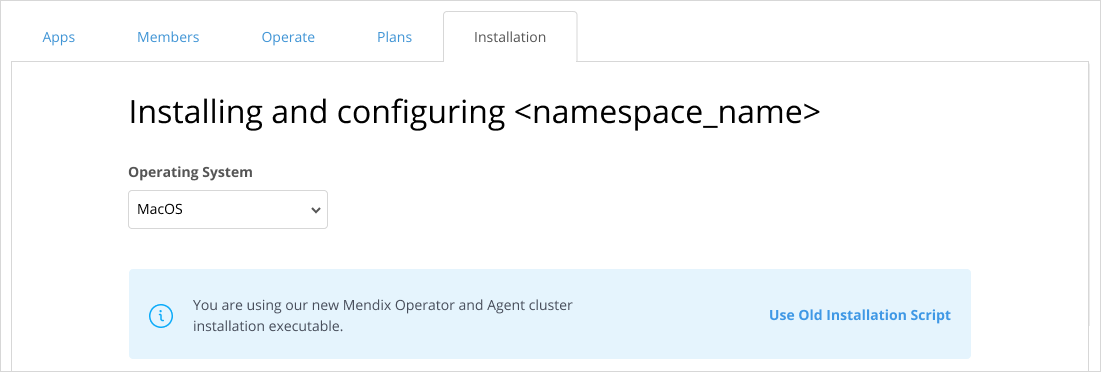 Apps Members Operate Plans Installation
Installing and configuring <namespace_name>
Operating System
MacOS
You are using our new Mendix Operator and Agent cluster
installation executable.
Use Old Installation Script